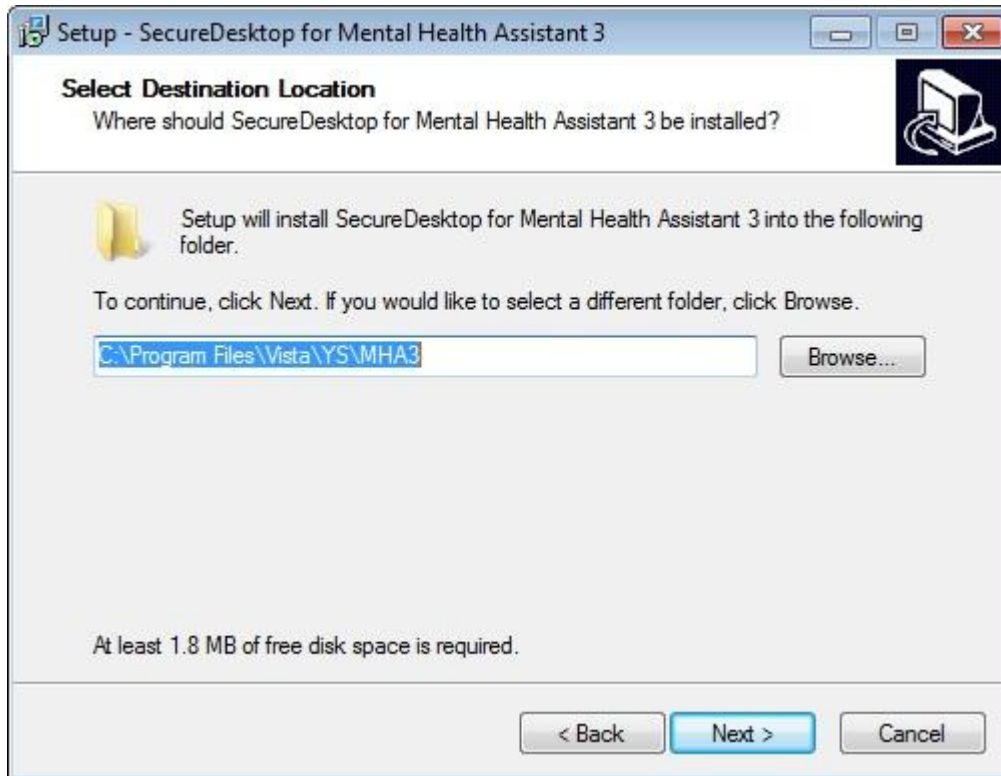 Setup - SecureDesktop for Mental Health Assistant 3
Select Destination Location
Where should SecureDesktop for Mental Health Assistant 3 be installed?
Setup will install SecureDesktop for Mental Health Assistant 3 into the following
folder.
To continue, click Next. If you would like to select a different folder, click Browse.
C:\Program Files\Vista\YS\MHA3
Browse...
At least 1.8 MB of free disk space is required.
< Back
Next >
Cancel